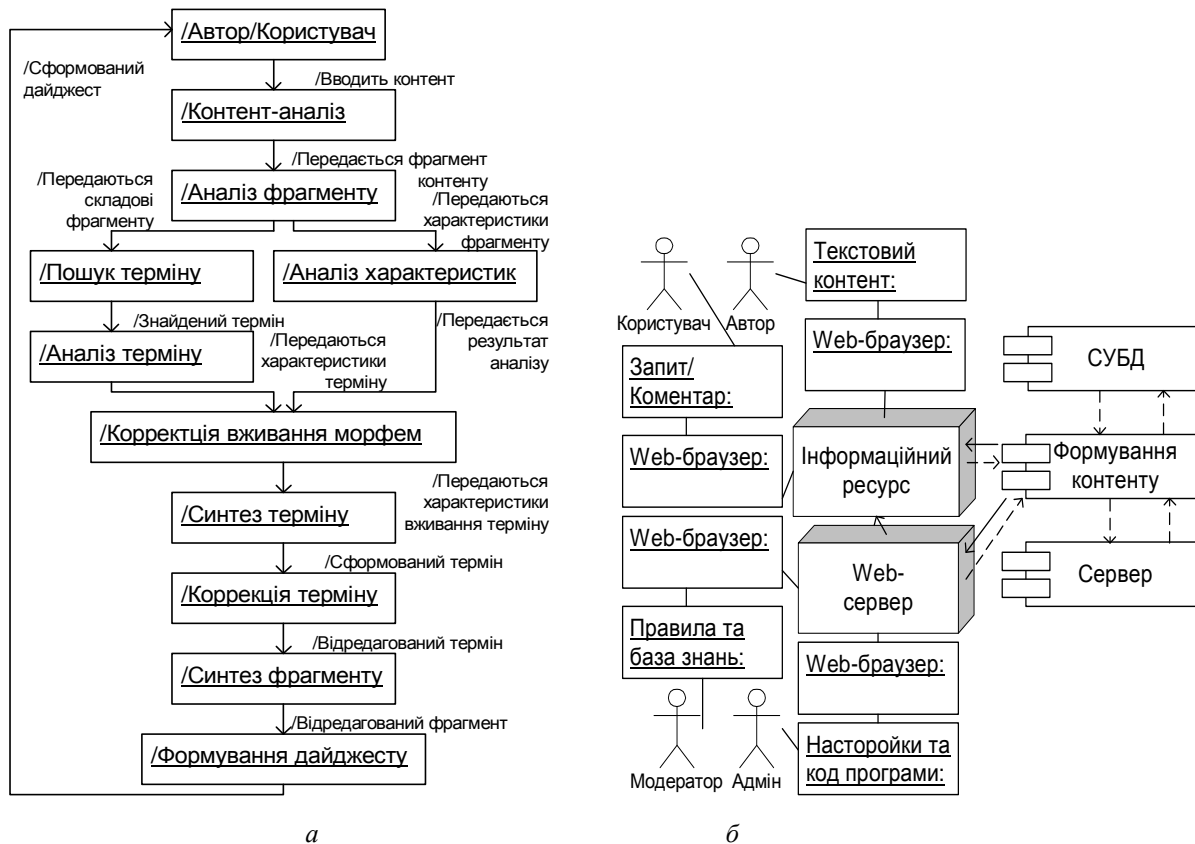 /Автор/Користувач
/Сформований
дайджест
/Вводить контент
/Контент-аналіз
/Передається фрагмент
контенту
/Передаються
складові
фрагменту
/Аналіз фрагменту
/Передаються
характеристики
фрагменту
/Пошук терміну
/Аналіз характеристик
/Знайдений термін
/Аналіз терміну
/Передаються
характеристики
терміну
/Передається
результат
аналізу
/Корректція вживання морфем
/Передаються
характеристики
вживання терміну
/Синтез терміну
/Сформований термін
/Коррекція терміну
/Відредагований термін
/Синтез фрагменту
/Відредагований фрагмент
/Формування дайджесту
а
Користувач
Автор
Текстовий
контент:
Web-браузер:
Запит/
Коментар:
Web-браузер:
Інформаційний
ресурс
СУБД
Формування
контенту
Сервер
Web-браузер:
Web-
сервер
Правила та
база знань:
Web-браузер:
Модератор
Адмін
Насторойки та
код програми:
б